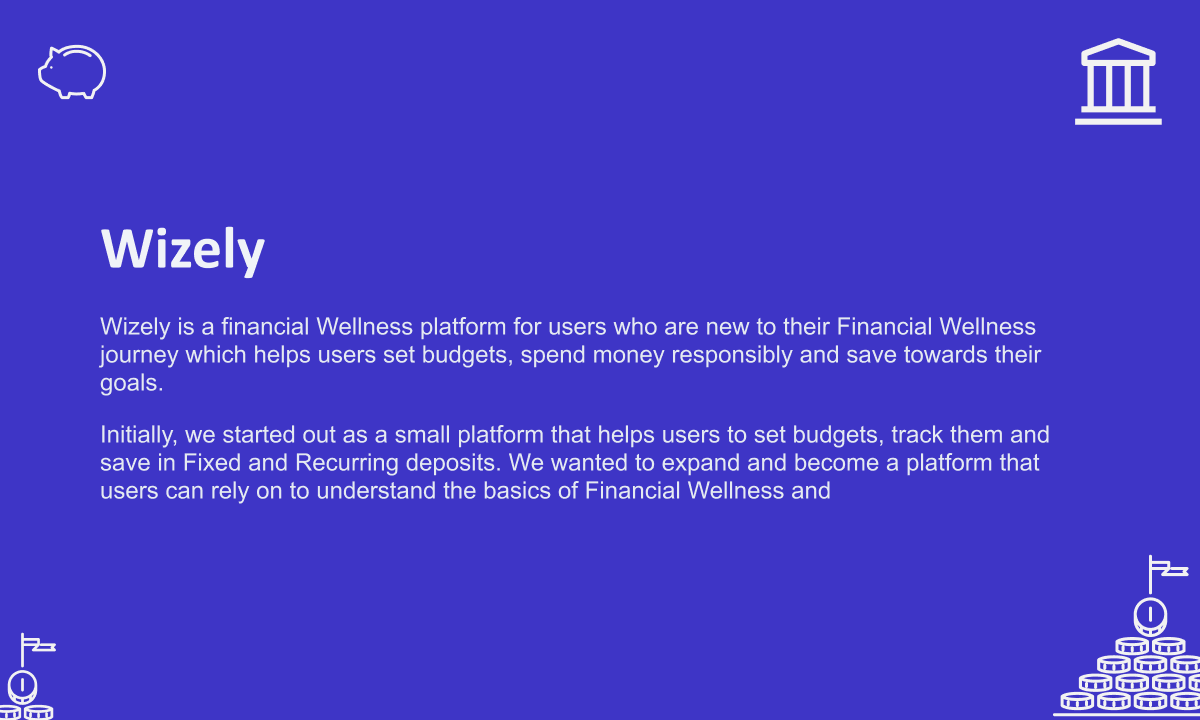 Wizely
Wizely is a financial Wellness platform for users who are new to their Financial Wellness
journey which helps users set budgets, spend money responsibly and save towards their
goals.
Initially, we started out as a small platform that helps users to set budgets, track them and
save in Fixed and Recurring deposits. We wanted to expand and become a platform that
users can rely on to understand the basics of Financial Wellness and